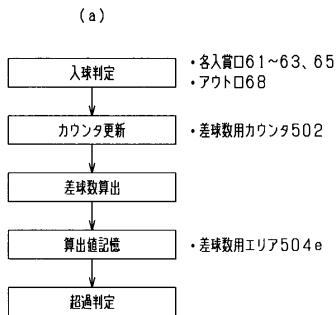 (a)
入球判定
・各入賞口61~63、65
・アウト口68
カウンタ更新
・差球数用カウンタ502
差球数算出
算出値記憶
・差球数用エリア504e
超過判定